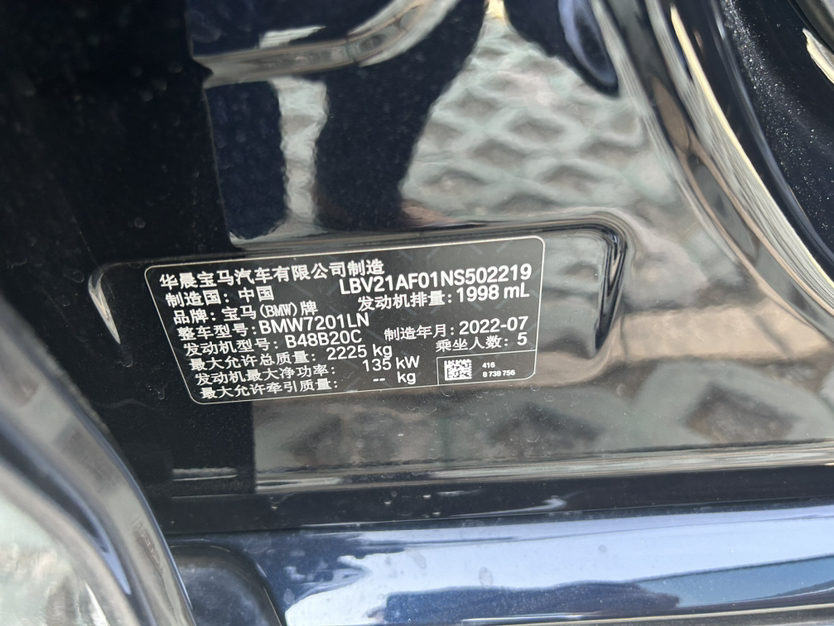 华晨宝马汽车有限公司制造
制造国：中国 LBV21AF01NS502219
品牌：宝马(BMW)牌 发动机排量：1998 mL
整车型号：BMW7201LN
发动机型号：B48B20C 制造年月：2022-07
最大允许总质量：2225 kg 乘坐人数：5
发动机最大净功率：135 kW
最大允许牵引质量：-- kg
416
8 738 756